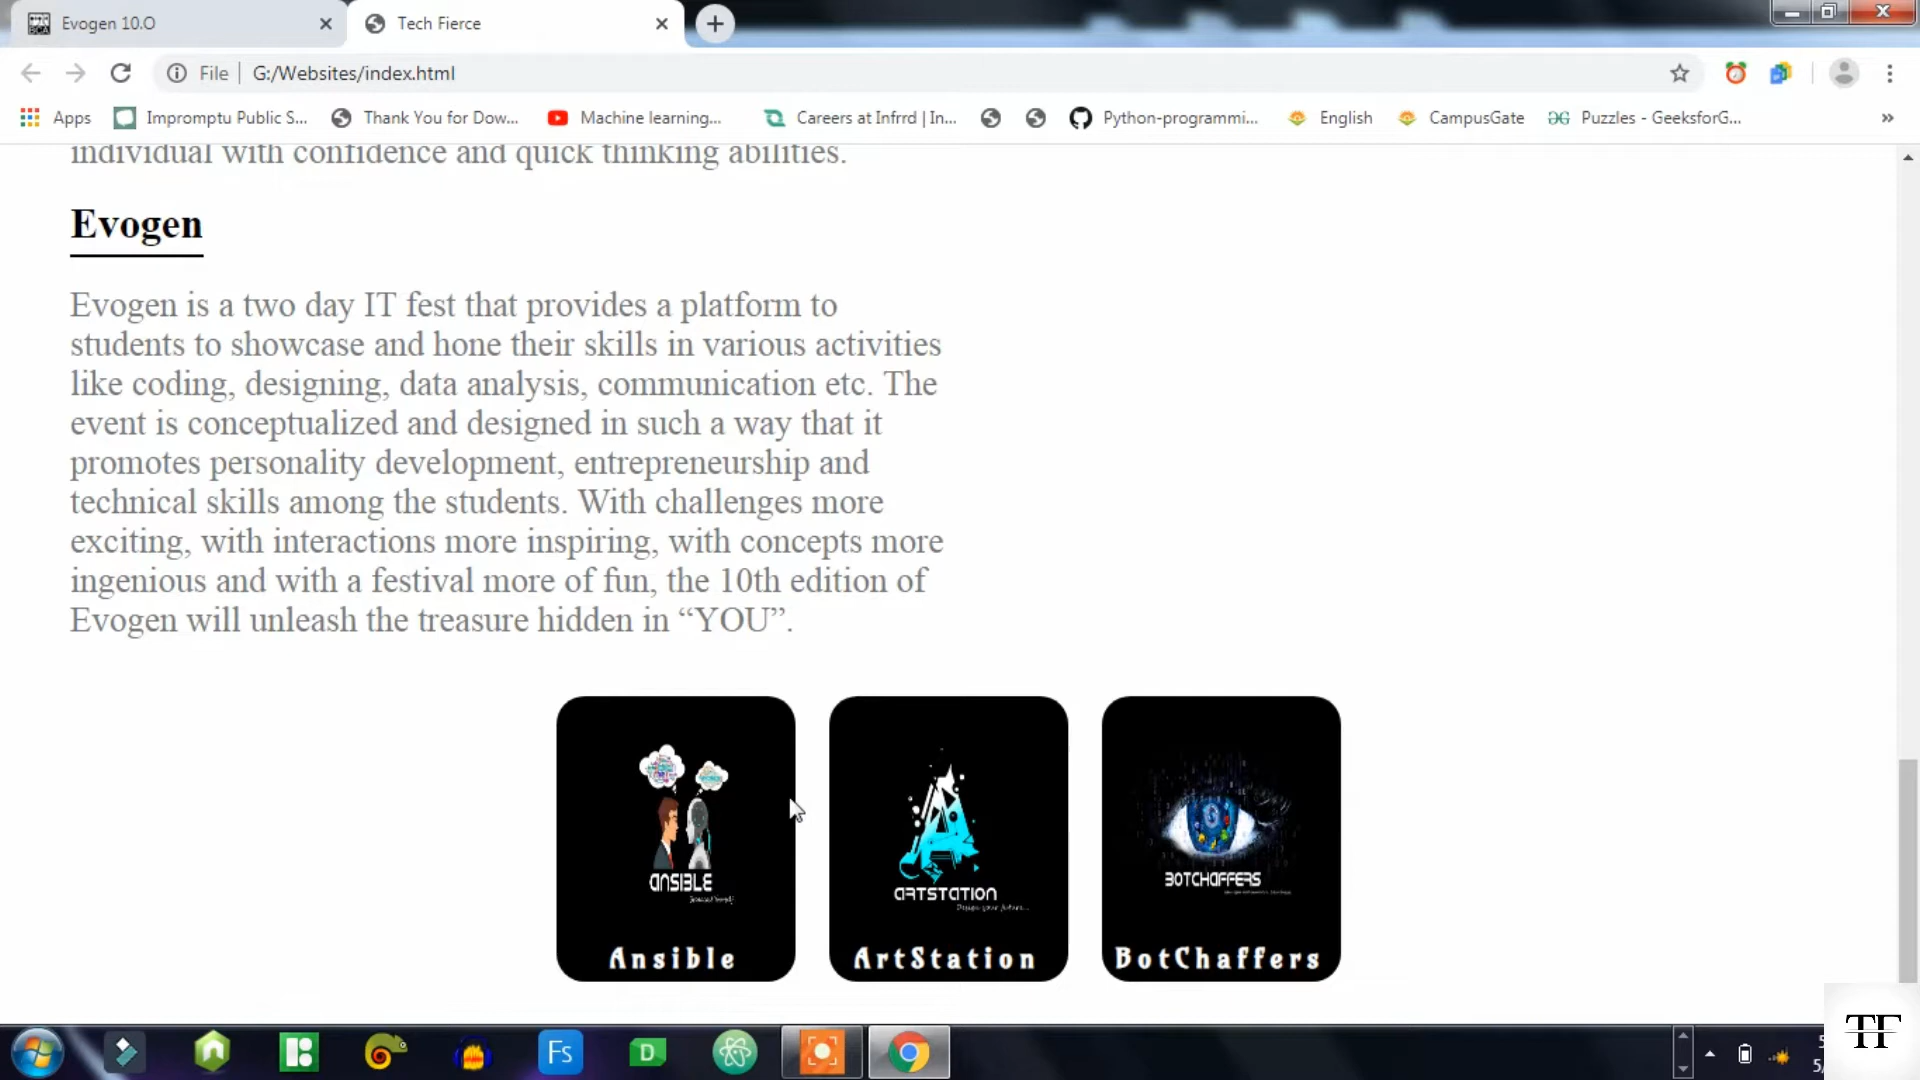 Evogen 10.O
Tech Fierce
File
G:/Websites/index.html
Apps
Impromptu Public S...
Thank You for Dow...
Machine learning...
Careers at Infrrd | In...
Python-programmi...
English
CampusGate
Puzzles - GeeksforG...
»
individual with confidence and quick thinking abilities.
Evogen
Evogen is a two day IT fest that provides a platform to
students to showcase and hone their skills in various activities
like coding, designing, data analysis, communication etc. The
event is conceptualized and designed in such a way that it
promotes personality development, entrepreneurship and
technical skills among the students. With challenges more
exciting, with interactions more inspiring, with concepts more
ingenious and with a festival more of fun, the 10th edition of
Evogen will unleash the treasure hidden in “YOU”.
ANSIBLE
ARTSTATION
Design your future...
BOTCHAFFERS
Ansible
ArtStation
BotChaffers
Fs
D
TF